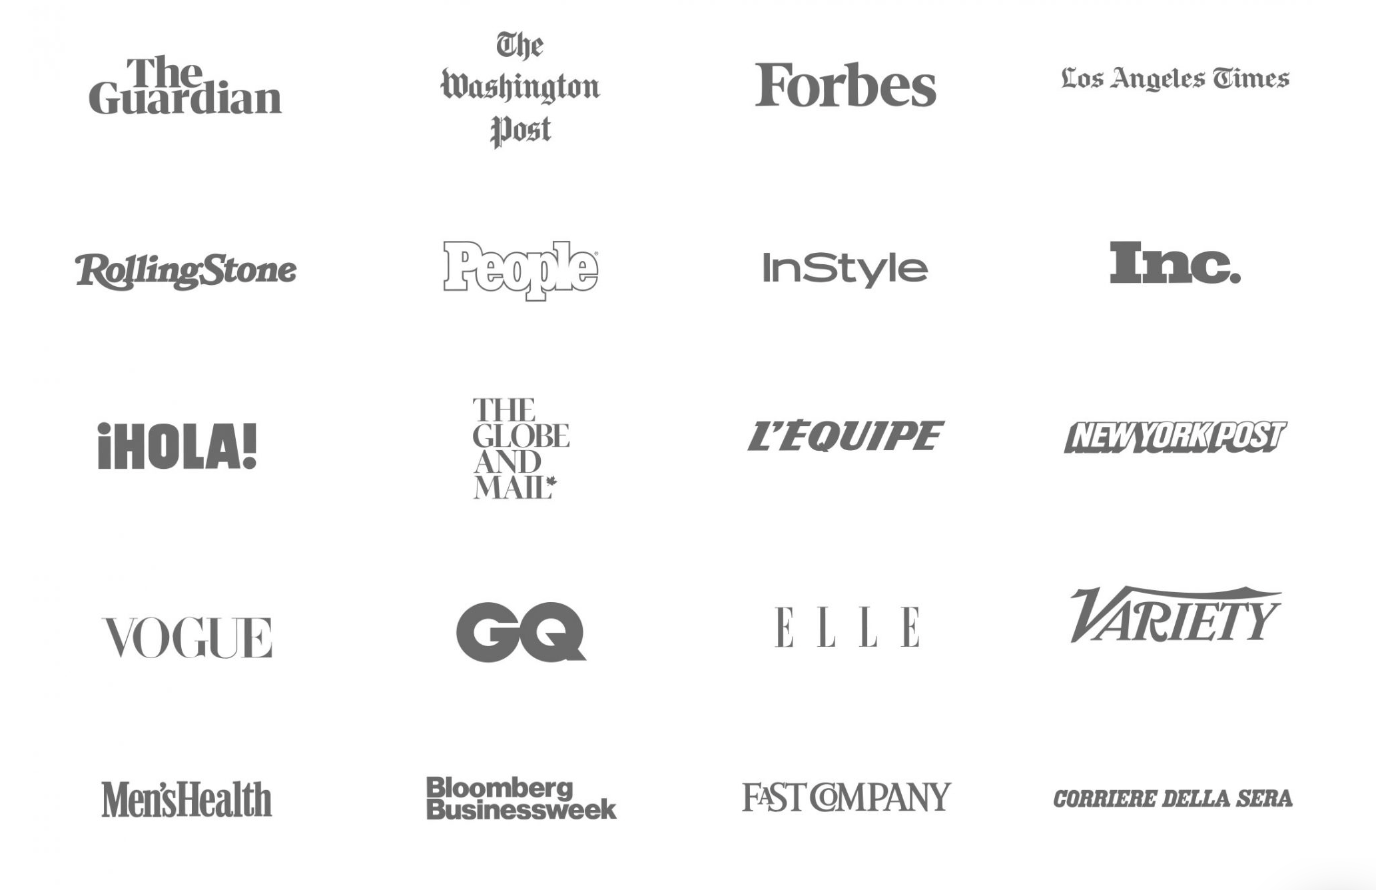 The
Guardian
The
Washington
Post
Forbes
Los Angeles Times
RollingStone
People®
InStyle
Inc.
¡HOLA!
THE
GLOBE
AND
MAIL
L'ÉQUIPE
NEW YORK POST
VOGUE
GQ
ELLE
VARIETY
Men'sHealth
Bloomberg
Businessweek
FAST COMPANY
CORRIERE DELLA SERA